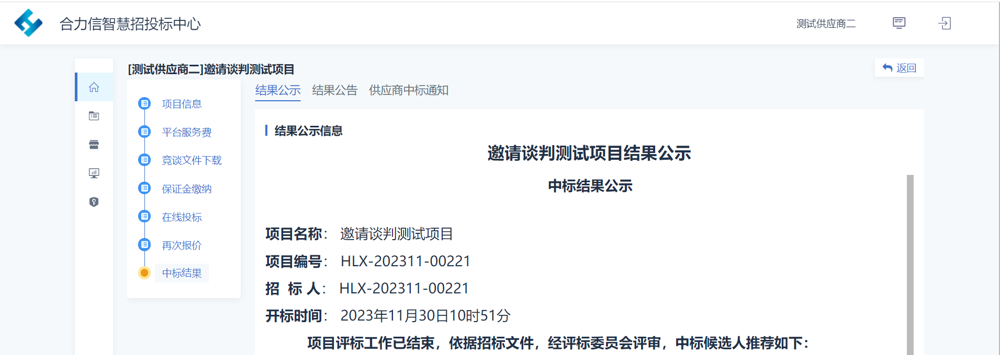 合力信智慧招投标中心
测试供应商二
[测试供应商二]邀请谈判测试项目
返回
项目信息
平台服务费
竞谈文件下载
保证金缴纳
在线投标
再次报价
中标结果
结果公示 结果公告 供应商中标通知
结果公示信息
邀请谈判测试项目结果公示
中标结果公示
项目名称： 邀请谈判测试项目
项目编号： HLX-202311-00221
招 标 人： HLX-202311-00221
开标时间： 2023年11月30日10时51分
项目评标工作已结束，依据招标文件，经评标委员会评审，中标候选人推荐如下：